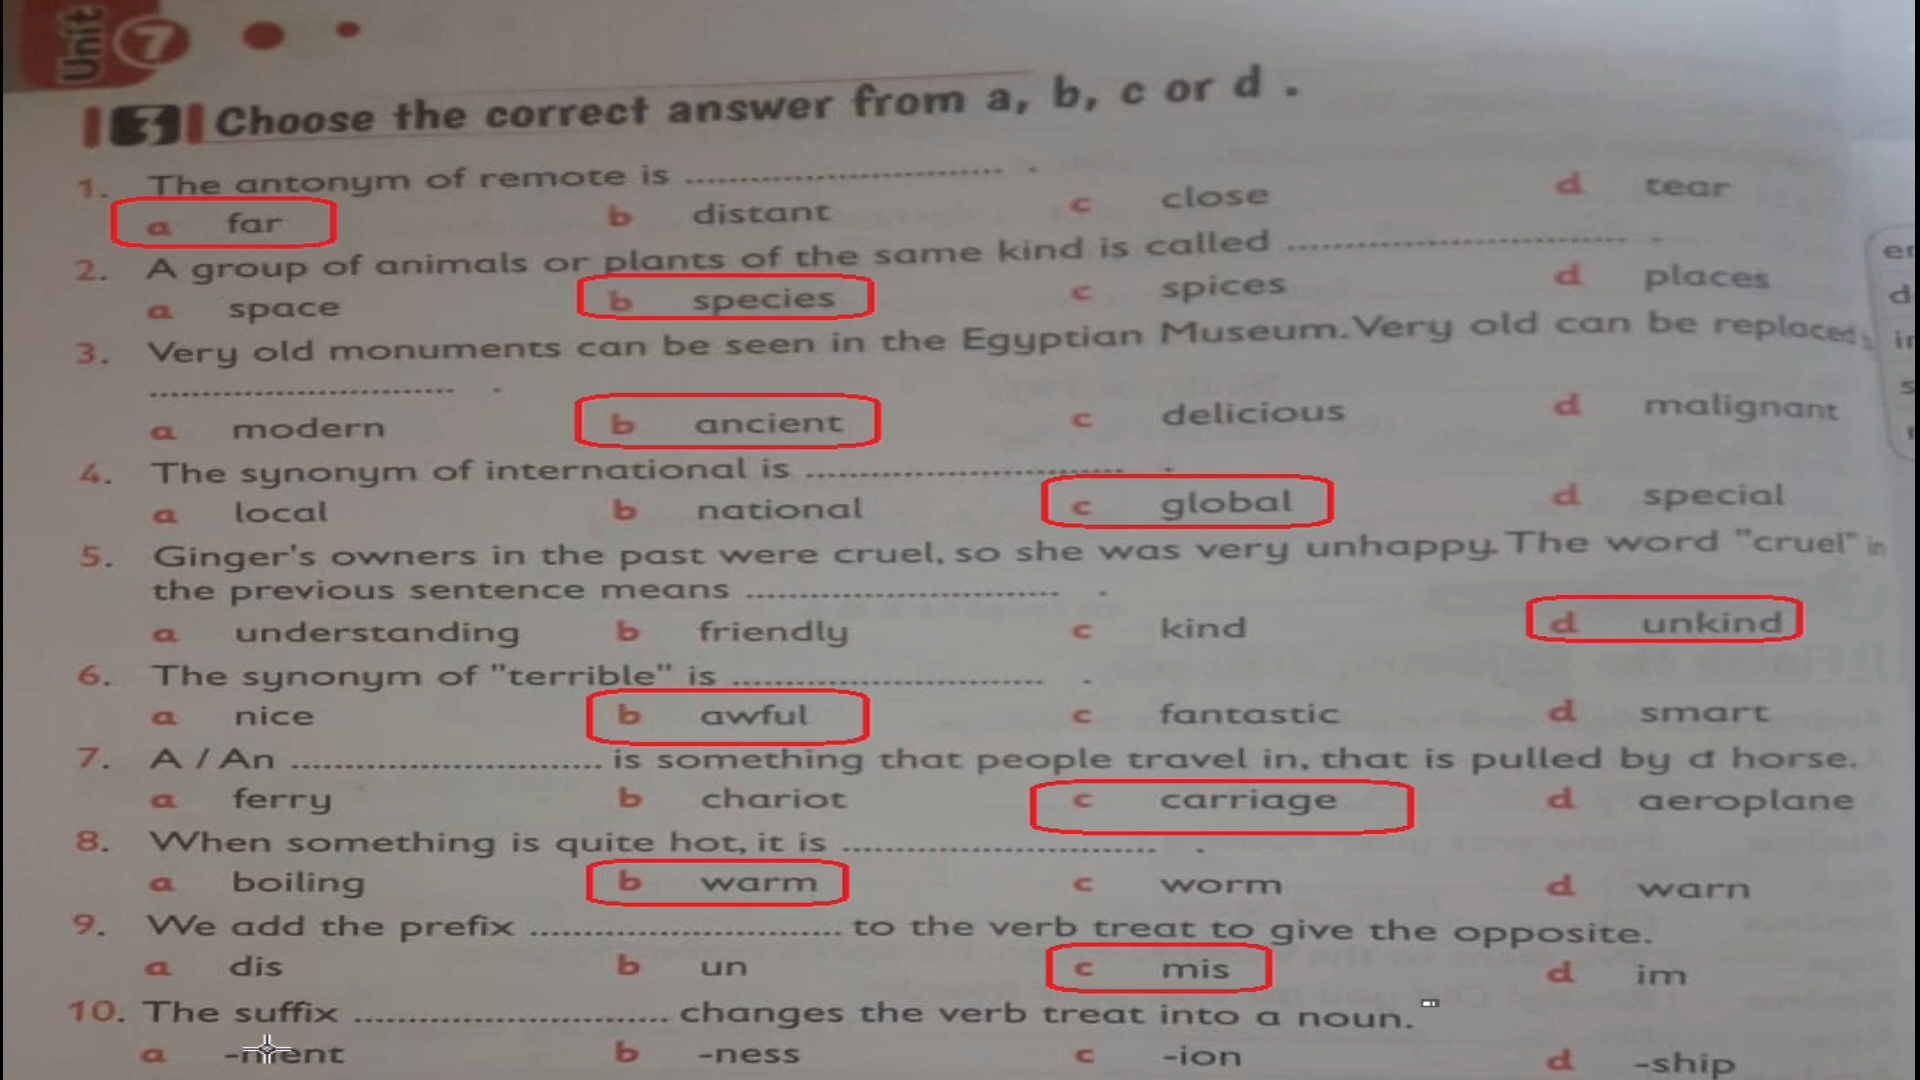 Unit 7
3 Choose the correct answer from a, b, c or d .
1. The antonym of remote is .............................. .
a far b distant c close d tear
2. A group of animals or plants of the same kind is called .............................. .
a space b species c spices d places
3. Very old monuments can be seen in the Egyptian Museum. Very old can be replaced
.............................. .
a modern b ancient c delicious d malignant
4. The synonym of international is .............................. .
a local b national c global d special
5. Ginger's owners in the past were cruel, so she was very unhappy. The word "cruel" in
the previous sentence means .............................. .
a understanding b friendly c kind d unkind
6. The synonym of "terrible" is .............................. .
a nice b awful c fantastic d smart
7. A / An .............................. is something that people travel in, that is pulled by a horse.
a ferry b chariot c carriage d aeroplane
8. When something is quite hot, it is .............................. .
a boiling b warm c worm d warn
9. We add the prefix .............................. to the verb treat to give the opposite.
a dis b un c mis d im
10. The suffix .............................. changes the verb treat into a noun.
a -ment b -ness c -ion d -ship